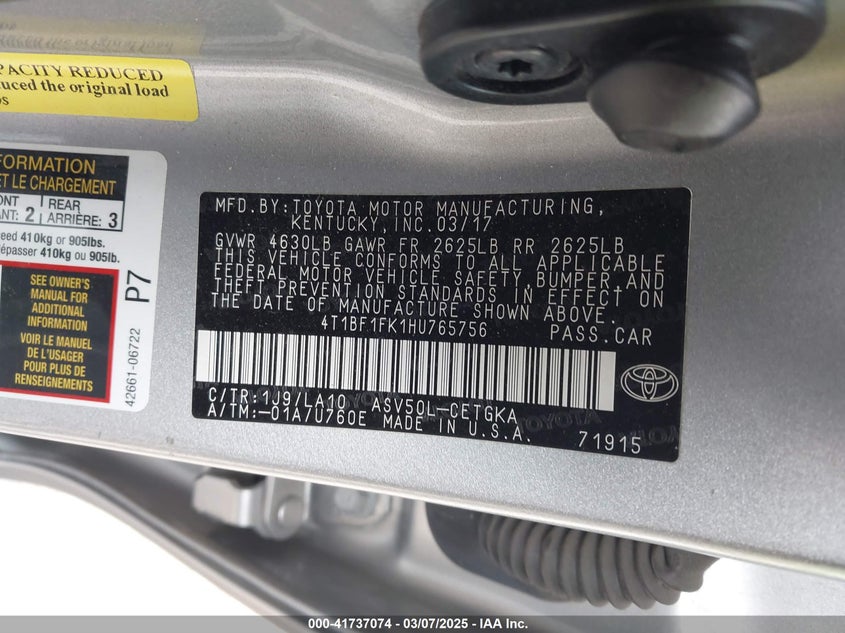 PACITY REDUCED
uced the original load
os
FORMATION
ET LE CHARGEMENT
NT REAR
ANT: 2 ARRIÈRE: 3
eed 410kg or 905lbs.
dépasser 410kg ou 905lb.
SEE OWNER'S
MANUAL FOR
ADDITIONAL
INFORMATION
VOIR LE MANUEL
DE L'USAGER
POUR PLUS DE
RENSEIGNEMENTS
42661-06722 P7
MFD.BY:TOYOTA MOTOR MANUFACTURING,
KENTUCKY,INC.03/17
GVWR 4630LB GAWR FR 2625LB RR 2625LB
THIS VEHICLE CONFORMS TO ALL APPLICABLE
FEDERAL MOTOR VEHICLE SAFETY,BUMPER,AND
THEFT PREVENTION STANDARDS IN EFFECT ON
THE DATE OF MANUFACTURE SHOWN ABOVE.
4T1BF1FK1HU765756 PASS.CAR
C/TR:1J9/LA10 ASV50L-CETGKA
A/TM:-01A7U760E MADE IN U.S.A. 71915
000-41737074 - 03/07/2025 - IAA Inc.